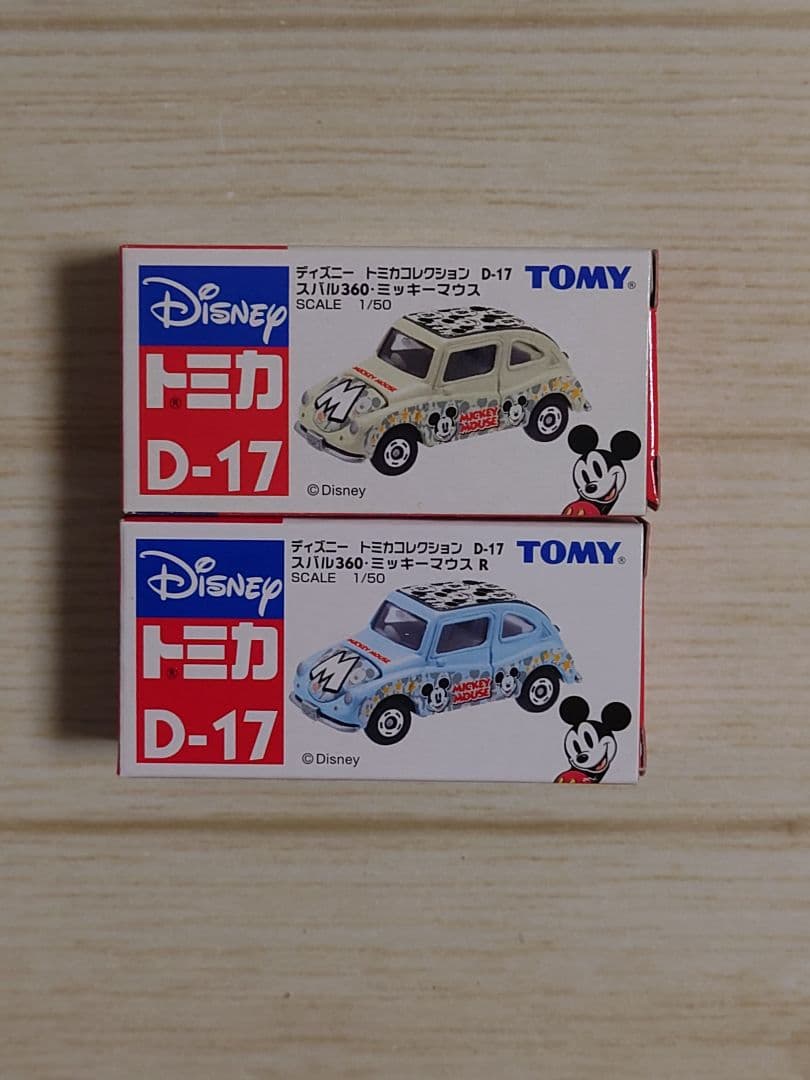 Disney
トミカ®
D-17
ディズニー トミカコレクション D-17
スバル360・ミッキーマウス
SCALE 1/50
TOMY®
MICKEY MOUSE
M
MICKEY
MOUSE
©Disney
Disney
トミカ®
D-17
ディズニー トミカコレクション D-17
スバル360・ミッキーマウス R
SCALE 1/50
TOMY®
MICKEY MOUSE
M
MICKEY
MOUSE
©Disney